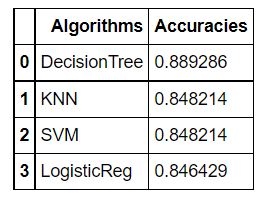 Algorithms Accuracies
0 DecisionTree 0.889286
1 KNN 0.848214
2 SVM 0.848214
3 LogisticReg 0.846429